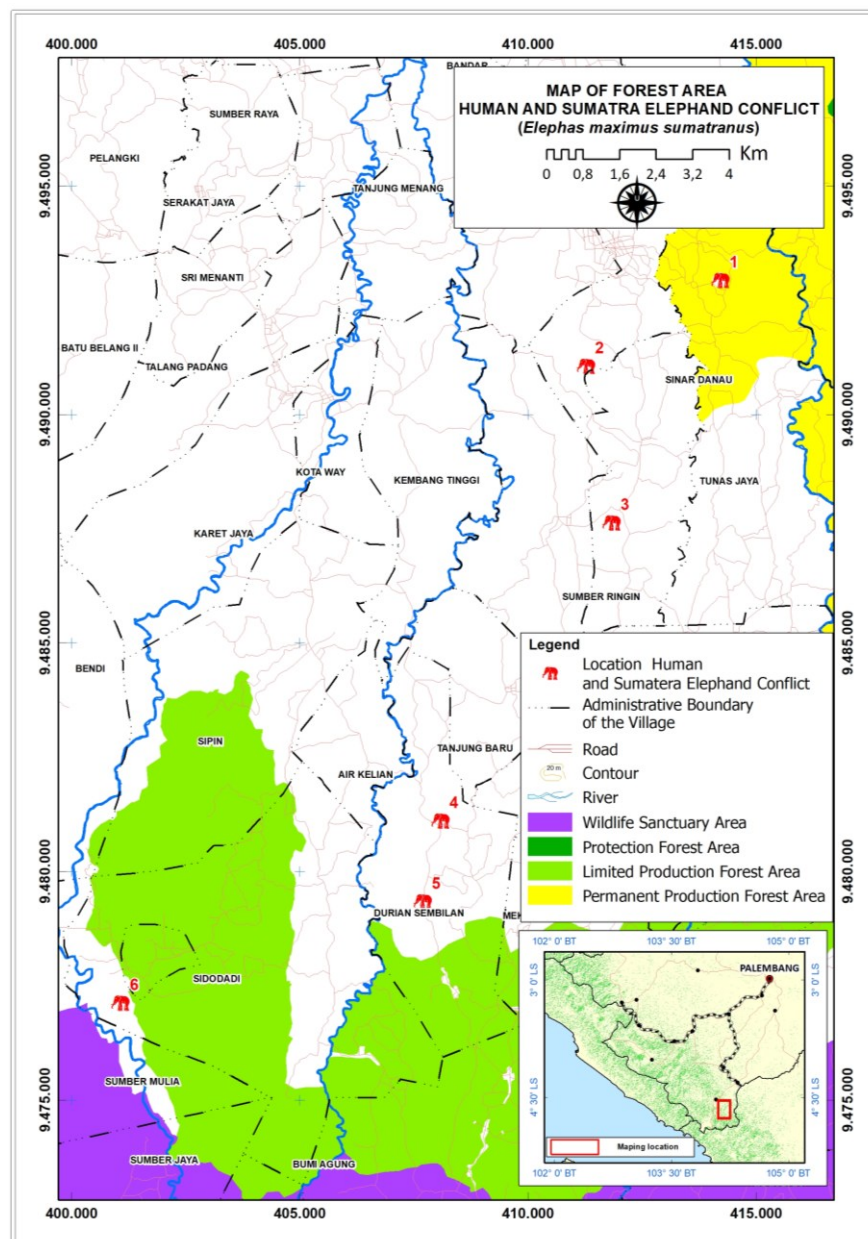 400.000 405.000 410.000 415.000
MAP OF FOREST AREA
HUMAN AND SUMATRA ELEPHAND CONFLICT
(Elephas maximus sumatranus)
Km
0 0,8 1,6 2,4 3,2 4
BANDAR
SUMBER RAYA
PELANGKI
TANJUNG MENANG
SERAKAT JAYA
SRI MENANTI
BATU BELANG II
TALANG PADANG
SINAR DANAU
KOTA WAY
KEMBANG TINGGI
TUNAS JAYA
KARET JAYA
SUMBER RINGIN
BENDI
SIPIN
TANJUNG BARU
AIR KELIAN
DURIAN SEMBILAN
MEK
SIDODADI
SUMBER MULIA
SUMBER JAYA
BUMI AGUNG
1
2
3
4
5
6
9.495.000
9.490.000
9.485.000
9.480.000
9.475.000
9.495.000
9.490.000
9.485.000
9.480.000
9.475.000
Legend
Location Human
and Sumatera Elephand Conflict
Administrative Boundary
of the Village
Road
20 m
Contour
River
Wildlife Sanctuary Area
Protection Forest Area
Limited Production Forest Area
Permanent Production Forest Area
102° 0' BT 103° 30' BT 105° 0' BT
PALEMBANG
3° 0' LS
4° 30' LS
3° 0' LS
4° 30' LS
Maping location
102° 0' BT 103° 30' BT 105° 0' BT
400.000 405.000 410.000 415.000